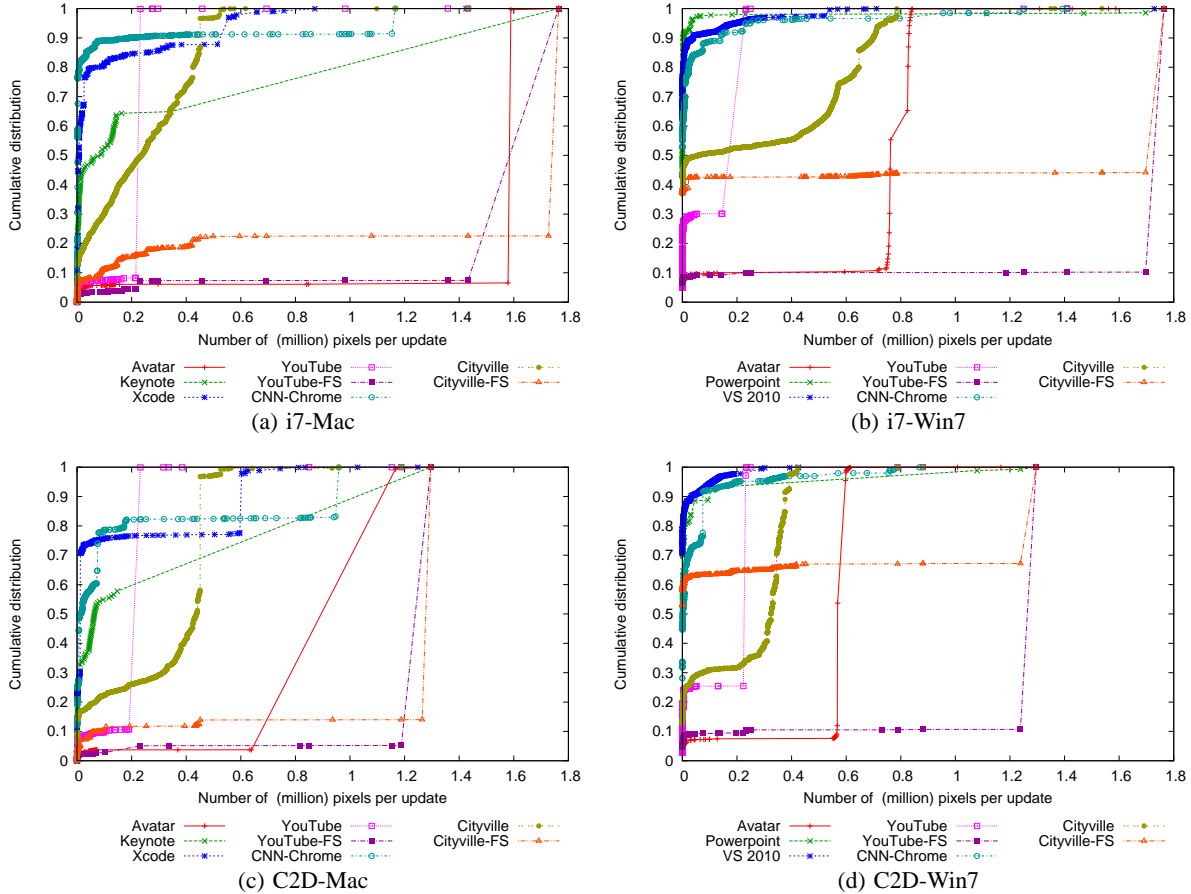 Cumulative distribution
1
0.9
0.8
0.7
0.6
0.5
0.4
0.3
0.2
0.1
0
0 0.2 0.4 0.6 0.8 1 1.2 1.4 1.6 1.8
Number of (million) pixels per update
Avatar YouTube Cityville
Keynote YouTube-FS Cityville-FS
Xcode CNN-Chrome
(a) i7-Mac
Cumulative distribution
1
0.9
0.8
0.7
0.6
0.5
0.4
0.3
0.2
0.1
0
0 0.2 0.4 0.6 0.8 1 1.2 1.4 1.6 1.8
Number of (million) pixels per update
Avatar YouTube Cityville
Powerpoint YouTube-FS Cityville-FS
VS 2010 CNN-Chrome
(b) i7-Win7
Cumulative distribution
1
0.9
0.8
0.7
0.6
0.5
0.4
0.3
0.2
0.1
0
0 0.2 0.4 0.6 0.8 1 1.2 1.4 1.6 1.8
Number of (million) pixels per update
Avatar YouTube Cityville
Keynote YouTube-FS Cityville-FS
Xcode CNN-Chrome
(c) C2D-Mac
Cumulative distribution
1
0.9
0.8
0.7
0.6
0.5
0.4
0.3
0.2
0.1
0
0 0.2 0.4 0.6 0.8 1 1.2 1.4 1.6 1.8
Number of (million) pixels per update
Avatar YouTube Cityville
Powerpoint YouTube-FS Cityville-FS
VS 2010 CNN-Chrome
(d) C2D-Win7